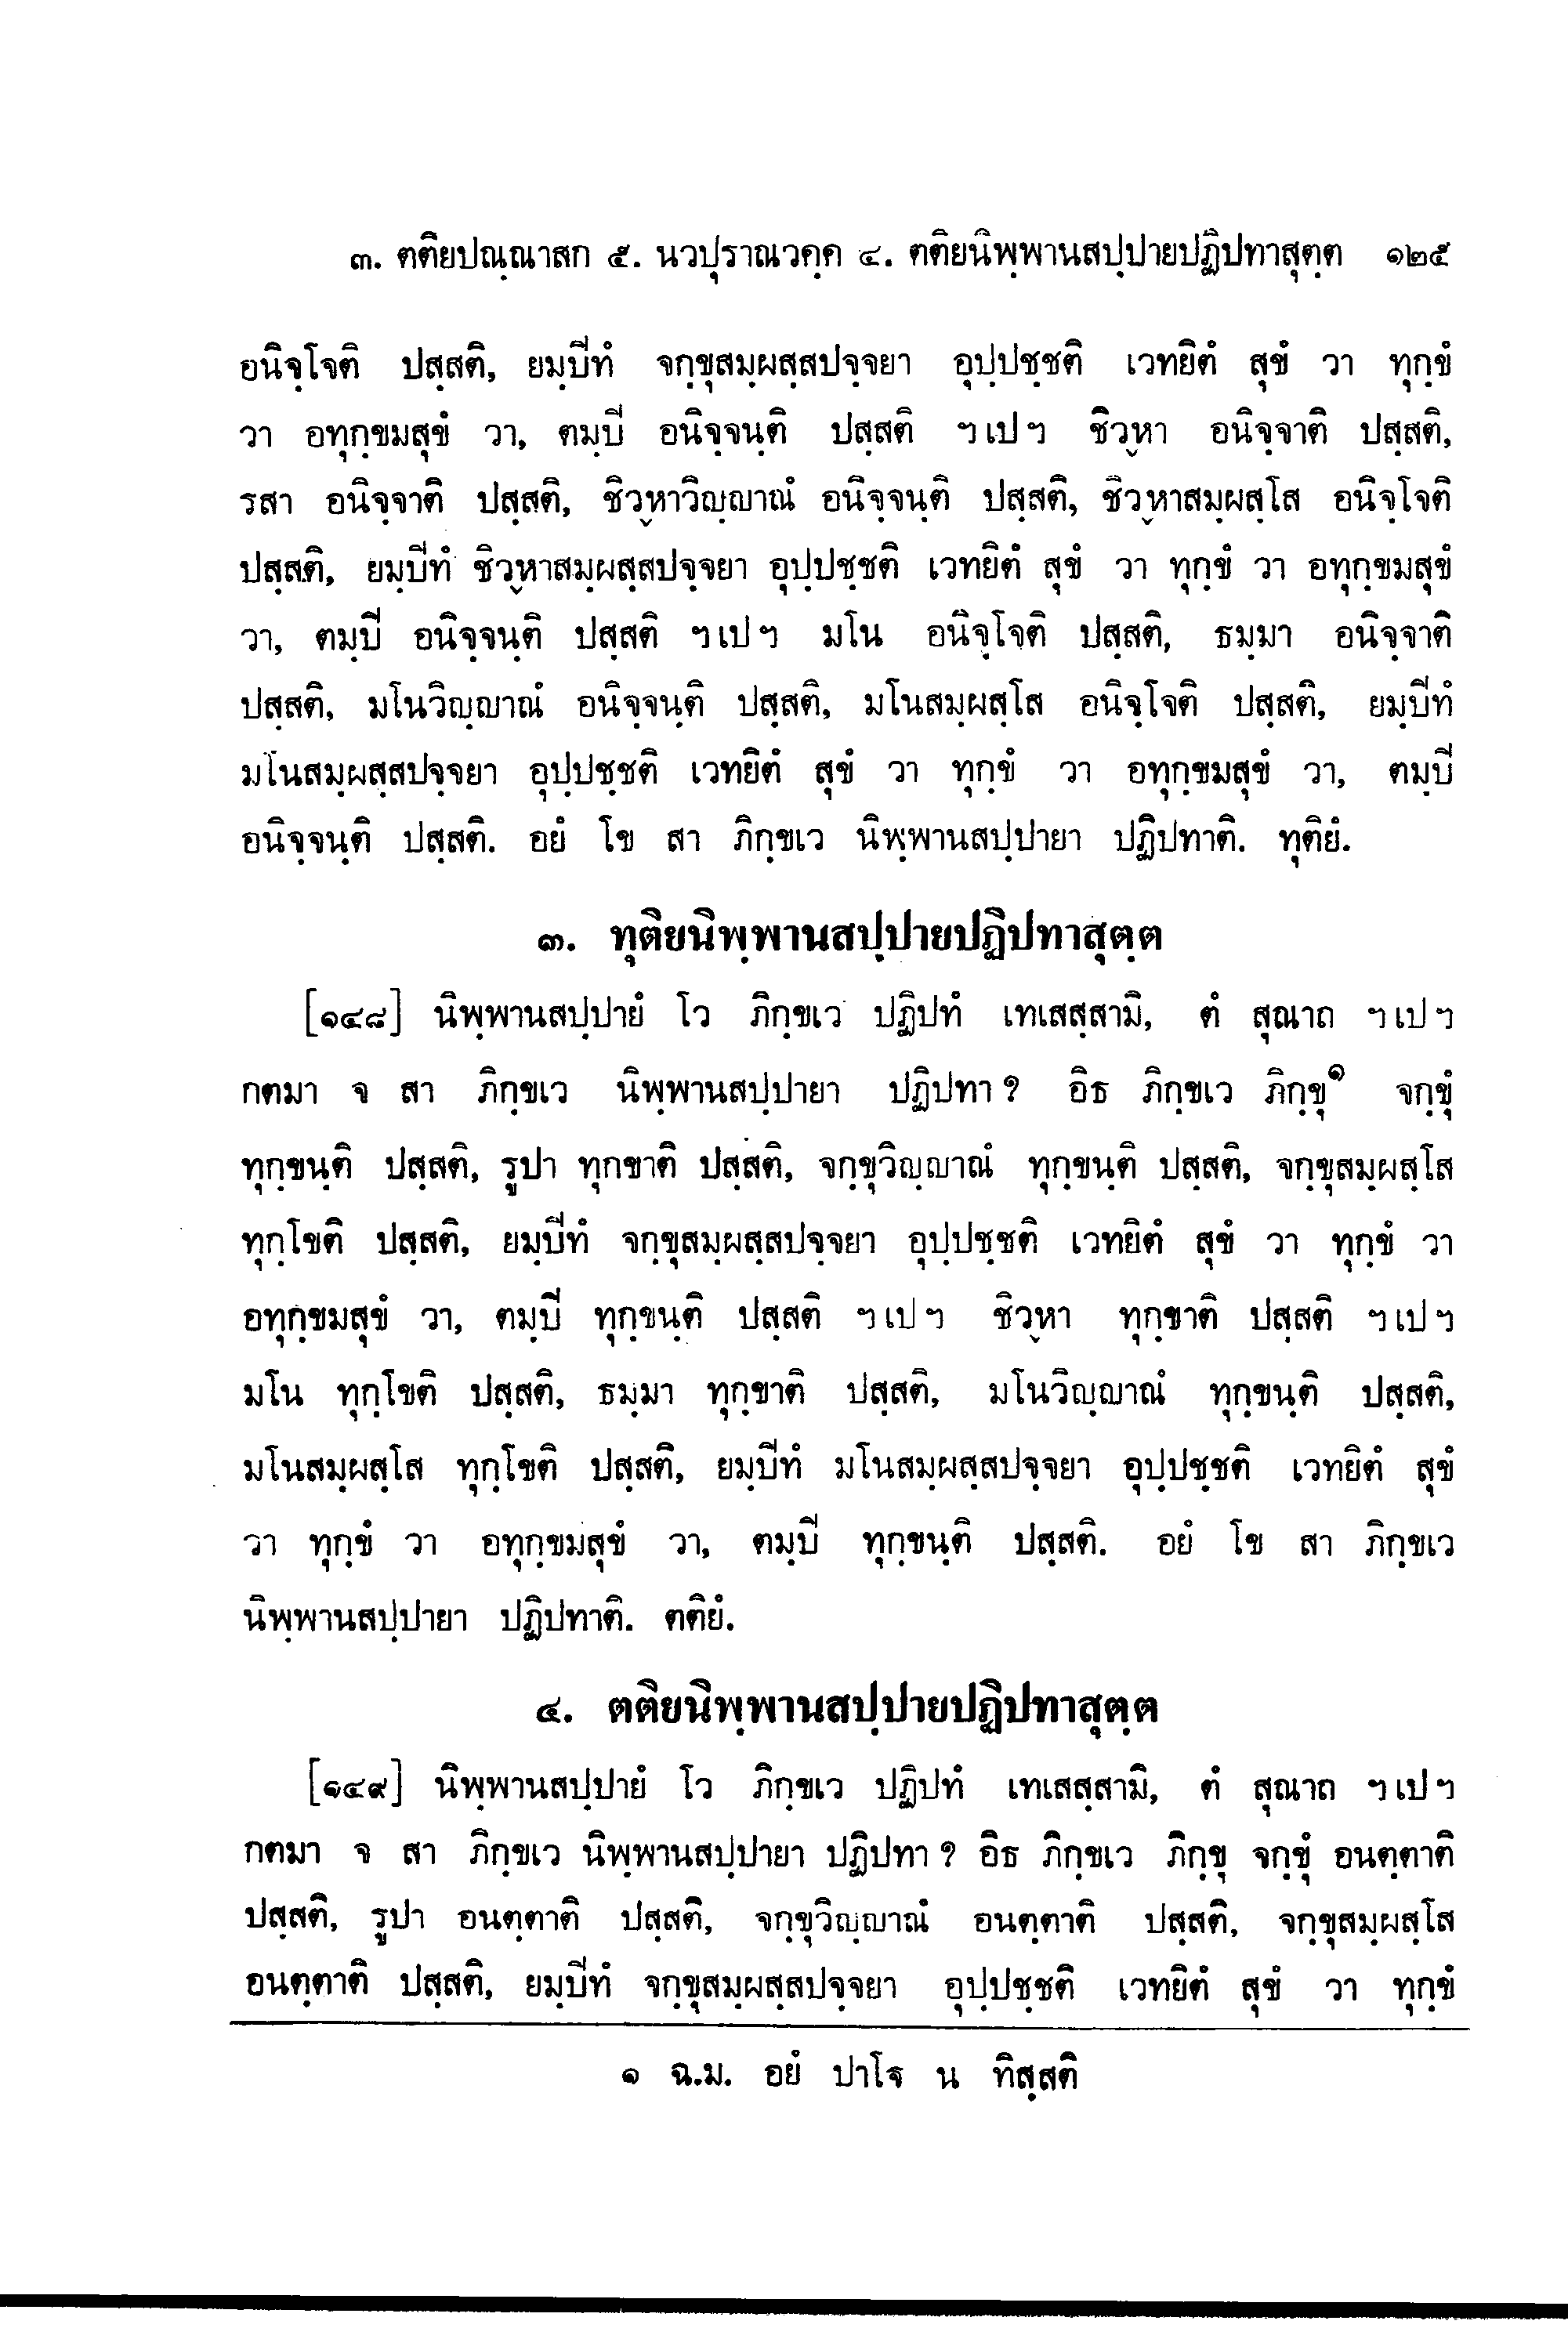 ๓. ตติยปณฺณาสก ๕. นวปุราณวคฺค ๔. ตติยนิพฺพานสปฺปายปฏิปทาสุตฺต ๑๒๕
อนิจฺโจติ ปสฺสติ, ยมฺปีทํ จกฺขุสมฺผสฺสปจฺจยา อุปฺปชฺชติ เวทยิตํ สุขํ วา ทุกฺขํ
วา อทุกฺขมสุขํ วา, ตมฺปิ อนิจฺจนฺติ ปสฺสติ ฯเปฯ ชิวฺหา อนิจฺจาติ ปสฺสติ,
รสา อนิจฺจาติ ปสฺสติ, ชิวฺหาวิญฺญาณํ อนิจฺจนฺติ ปสฺสติ, ชิวฺหาสมฺผสฺโส อนิจฺโจติ
ปสฺสติ, ยมฺปีทํ ชิวฺหาสมฺผสฺสปจฺจยา อุปฺปชฺชติ เวทยิตํ สุขํ วา ทุกฺขํ วา อทุกฺขมสุขํ
วา, ตมฺปิ อนิจฺจนฺติ ปสฺสติ ฯเปฯ มโน อนิจฺโจติ ปสฺสติ, ธมฺมา อนิจฺจาติ
ปสฺสติ, มโนวิญฺญาณํ อนิจฺจนฺติ ปสฺสติ, มโนสมฺผสฺโส อนิจฺโจติ ปสฺสติ, ยมฺปีทํ
มโนสมฺผสฺสปจฺจยา อุปฺปชฺชติ เวทยิตํ สุขํ วา ทุกฺขํ วา อทุกฺขมสุขํ วา, ตมฺปิ
อนิจฺจนฺติ ปสฺสติ. อยํ โข สา ภิกฺขเว นิพฺพานสปฺปายา ปฏิปทาติ. ทุติยํ.
๓. ทุติยนิพฺพานสปฺปายปฏิปทาสุตฺต
[๑๔๘] นิพฺพานสปฺปายํ โว ภิกฺขเว ปฏิปทํ เทเสสฺสามิ, ตํ สุณาถ ฯเปฯ
กตมา จ สา ภิกฺขเว นิพฺพานสปฺปายา ปฏิปทา ? อิธ ภิกฺขเว ภิกฺขุ๑ จกฺขุํ
ทุกฺขนฺติ ปสฺสติ, รูปา ทุกขาติ ปสฺสติ, จกฺขุวิญฺญาณํ ทุกฺขนฺติ ปสฺสติ, จกฺขุสมฺผสฺโส
ทุกฺโขติ ปสฺสติ, ยมฺปีทํ จกฺขุสมฺผสฺสปจฺจยา อุปฺปชฺชติ เวทยิตํ สุขํ วา ทุกฺขํ วา
อทุกฺขมสุขํ วา, ตมฺปิ ทุกฺขนฺติ ปสฺสติ ฯเปฯ ชิวฺหา ทุกฺขาติ ปสฺสติ ฯเปฯ
มโน ทุกฺโขติ ปสฺสติ, ธมฺมา ทุกฺขาติ ปสฺสติ, มโนวิญฺญาณํ ทุกฺขนฺติ ปสฺสติ,
มโนสมฺผสฺโส ทุกฺโขติ ปสฺสติ, ยมฺปีทํ มโนสมฺผสฺสปจฺจยา อุปฺปชฺชติ เวทยิตํ สุขํ
วา ทุกฺขํ วา อทุกฺขมสุขํ วา, ตมฺปิ ทุกฺขนฺติ ปสฺสติ. อยํ โข สา ภิกฺขเว
นิพฺพานสปฺปายา ปฏิปทาติ. ตติยํ.
๔. ตติยนิพฺพานสปฺปายปฏิปทาสุตฺต
[๑๔๙] นิพฺพานสปฺปายํ โว ภิกฺขเว ปฏิปทํ เทเสสฺสามิ, ตํ สุณาถ ฯเปฯ
กตมา จ สา ภิกฺขเว นิพฺพานสปฺปายา ปฏิปทา ? อิธ ภิกฺขเว ภิกฺขุ จกฺขุํ อนตฺตาติ
ปสฺสติ, รูปา อนตฺตาติ ปสฺสติ, จกฺขุวิญฺญาณํ อนตฺตาติ ปสฺสติ, จกฺขุสมฺผสฺโส
อนตฺตาติ ปสฺสติ, ยมฺปีทํ จกฺขุสมฺผสฺสปจฺจยา อุปฺปชฺชติ เวทยิตํ สุขํ วา ทุกฺขํ
๑ ฉ.ม. อยํ ปาโฐ น ทิสฺสติ